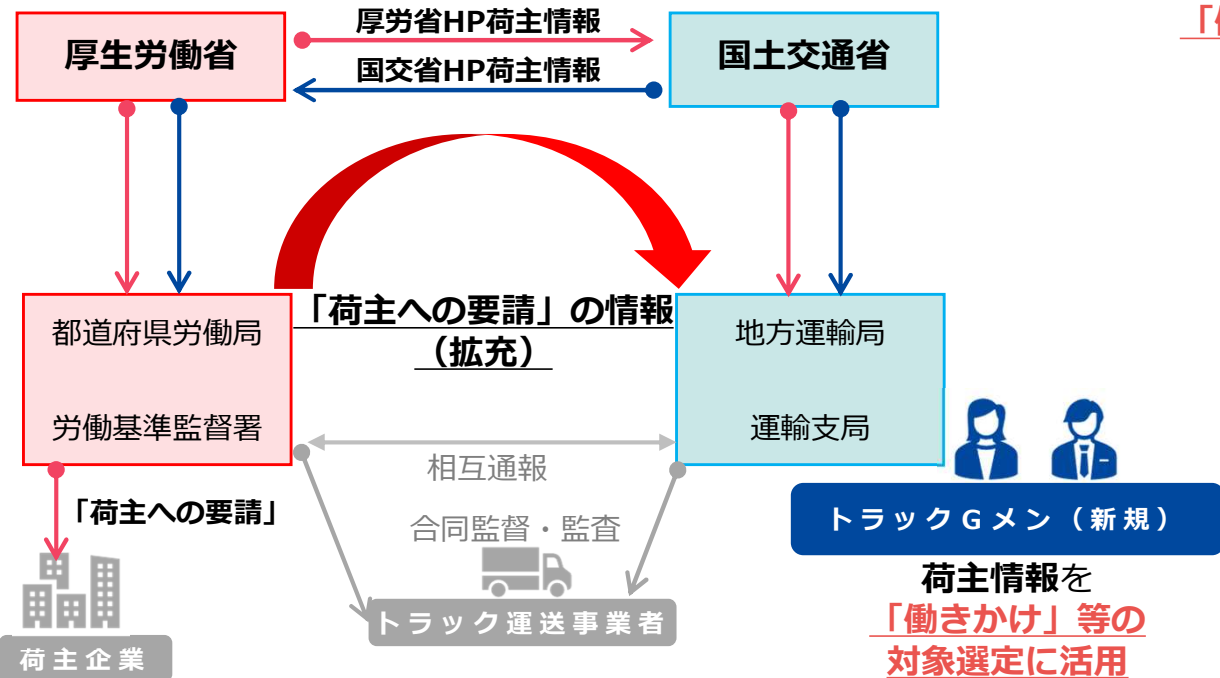 厚労省HP荷主情報
厚生労働省
国土交通省
国交省HP荷主情報
「荷主への要請」の情報
（拡充）
都道府県労働局
地方運輸局
労働基準監督署
運輸支局
相互通報
「荷主への要請」
合同監督・監査
トラックGメン（新規）
荷主情報を
「働きかけ」等の
対象選定に活用
トラック運送事業者
荷主企業